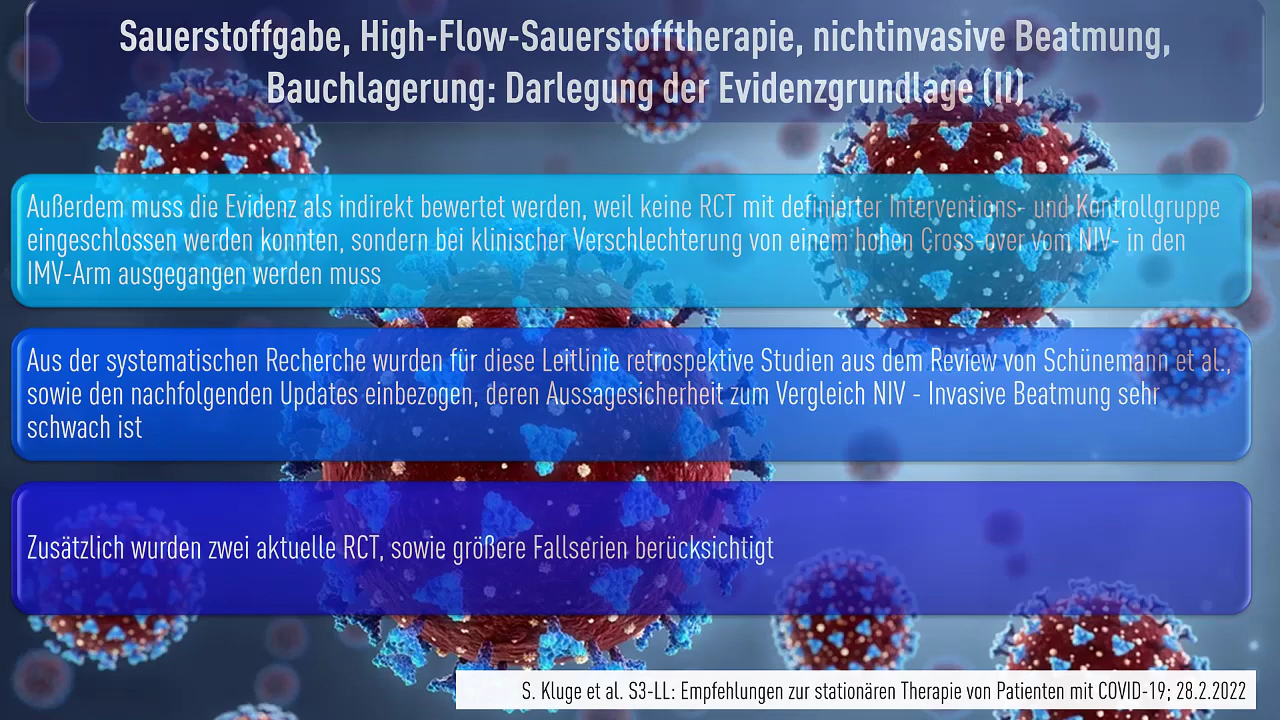 Sauerstoffgabe, High-Flow-Sauerstofftherapie, nichtinvasive Beatmung,
Bauchlagerung: Darlegung der Evidenzgrundlage (II)
Außerdem muss die Evidenz als indirekt bewertet werden, weil keine RCT mit definierter Interventions- und Kontrollgruppe
eingeschlossen werden konnten, sondern bei klinischer Verschlechterung von einem hohen Cross-over vom NIV- in den
IMV-Arm ausgegangen werden muss
Aus der systematischen Recherche wurden für diese Leitlinie retrospektive Studien aus dem Review von Schünemann et al.,
sowie den nachfolgenden Updates einbezogen, deren Aussagesicherheit zum Vergleich NIV - Invasive Beatmung sehr
schwach ist
Zusätzlich wurden zwei aktuelle RCT, sowie größere Fallserien berücksichtigt
S. Kluge et al. S3-LL: Empfehlungen zur stationären Therapie von Patienten mit COVID-19; 28.2.2022